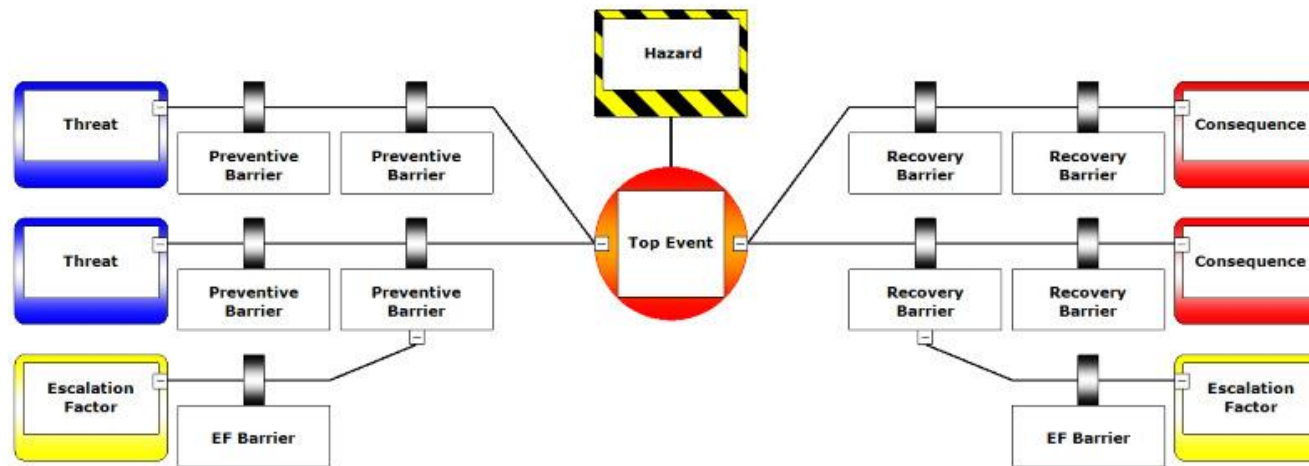 Hazard
Threat
Preventive
Barrier
Preventive
Barrier
Recovery
Barrier
Recovery
Barrier
Consequence
Top Event
Threat
Preventive
Barrier
Preventive
Barrier
Recovery
Barrier
Recovery
Barrier
Consequence
Escalation
Factor
EF Barrier
EF Barrier
Escalation
Factor